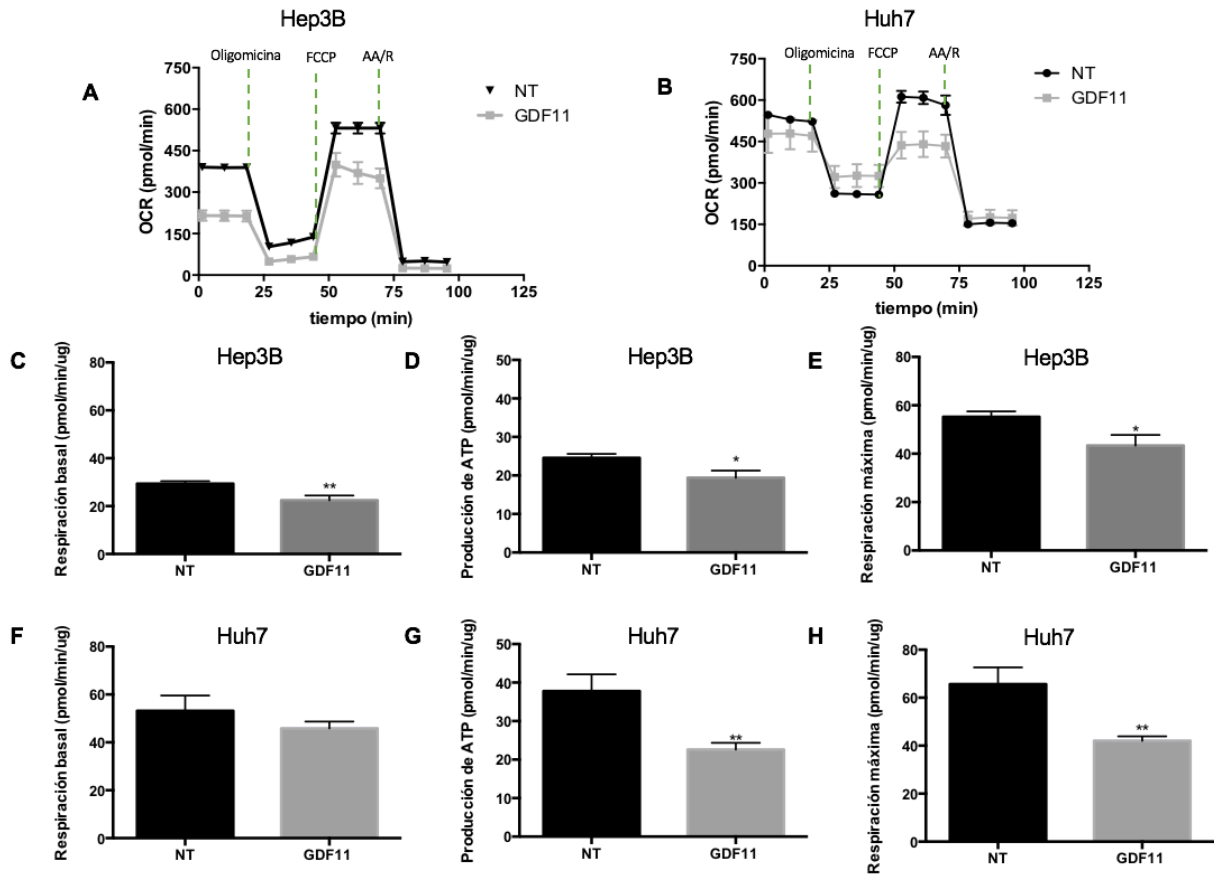 Hep3B
Huh7
A
Oligomicina
FCCP
AA/R
750
600
450
300
150
0
OCR (pmol/min)
0
25
50
75
100
125
tiempo (min)
NT
GDF11
B
Oligomicina
FCCP
AA/R
750
600
450
300
150
0
OCR (pmol/min)
0
25
50
75
100
125
tiempo (min)
NT
GDF11
C
Hep3B
Respiración basal (pmol/min/ug)
80
60
40
20
0
**
NT
GDF11
D
Hep3B
Producción de ATP (pmol/min/ug)
50
40
30
20
10
0
*
NT
GDF11
E
Hep3B
Respiración máxima (pmol/min/ug)
80
60
40
20
0
*
NT
GDF11
F
Huh7
Respiración basal (pmol/min/ug)
80
60
40
20
0
NT
GDF11
G
Huh7
Producción de ATP (pmol/min/ug)
50
40
30
20
10
0
**
NT
GDF11
H
Huh7
Respiración máxima (pmol/min/ug)
80
60
40
20
0
**
NT
GDF11